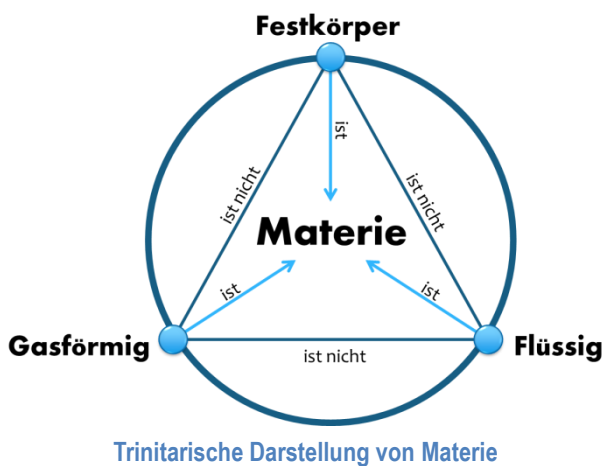 Festkörper
ist
ist nicht
ist nicht
Materie
ist
ist
Gasförmig
ist nicht
Flüssig
Trinitarische Darstellung von Materie